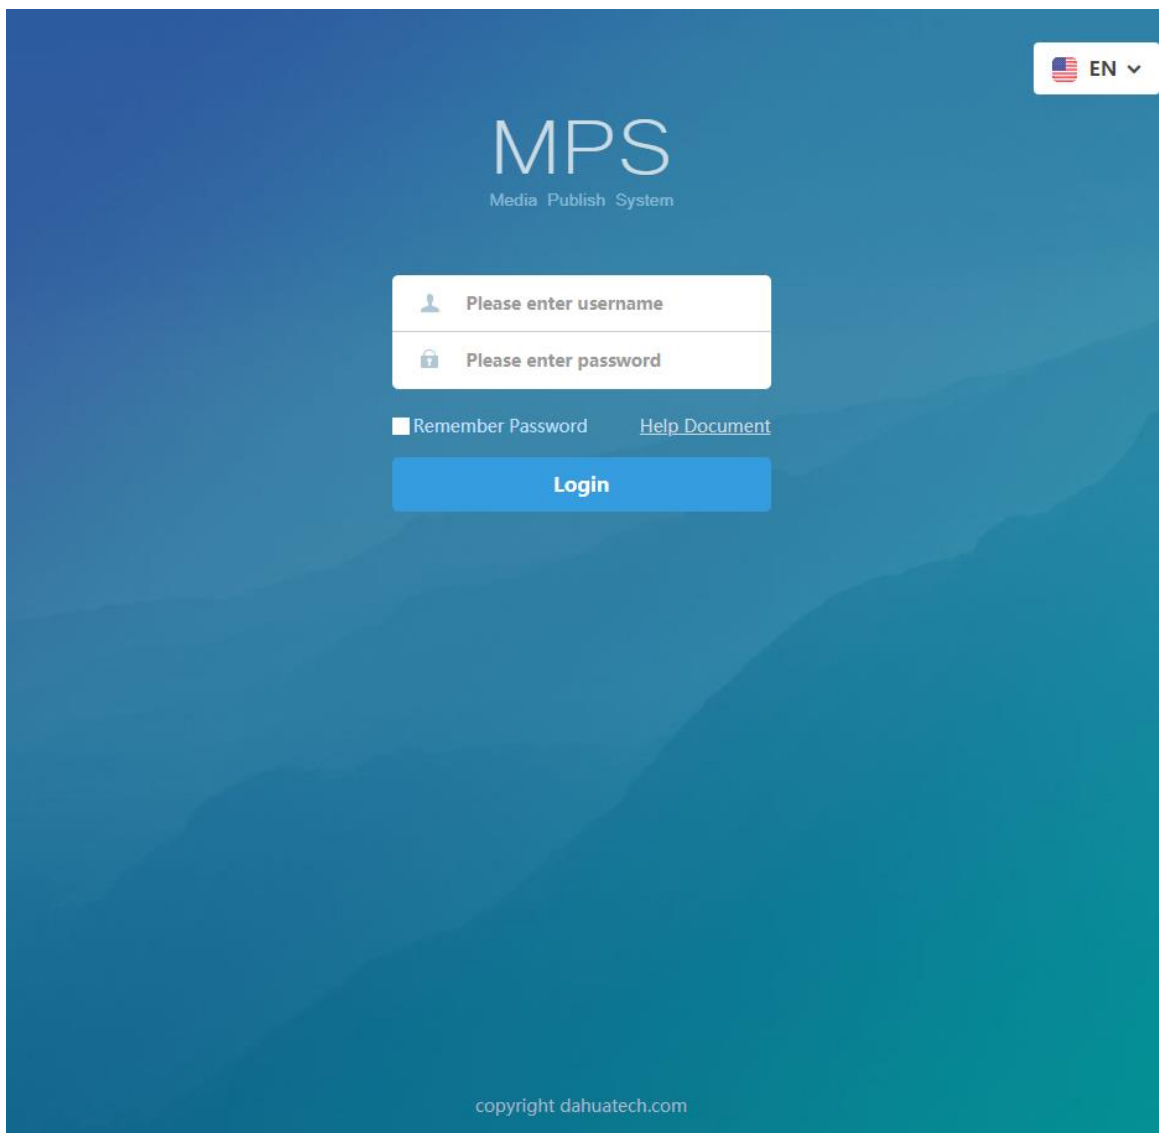 EN
MPS
Media Publish System
Please enter username
Please enter password
Remember Password Help Document
Login
copyright dahuatech.com